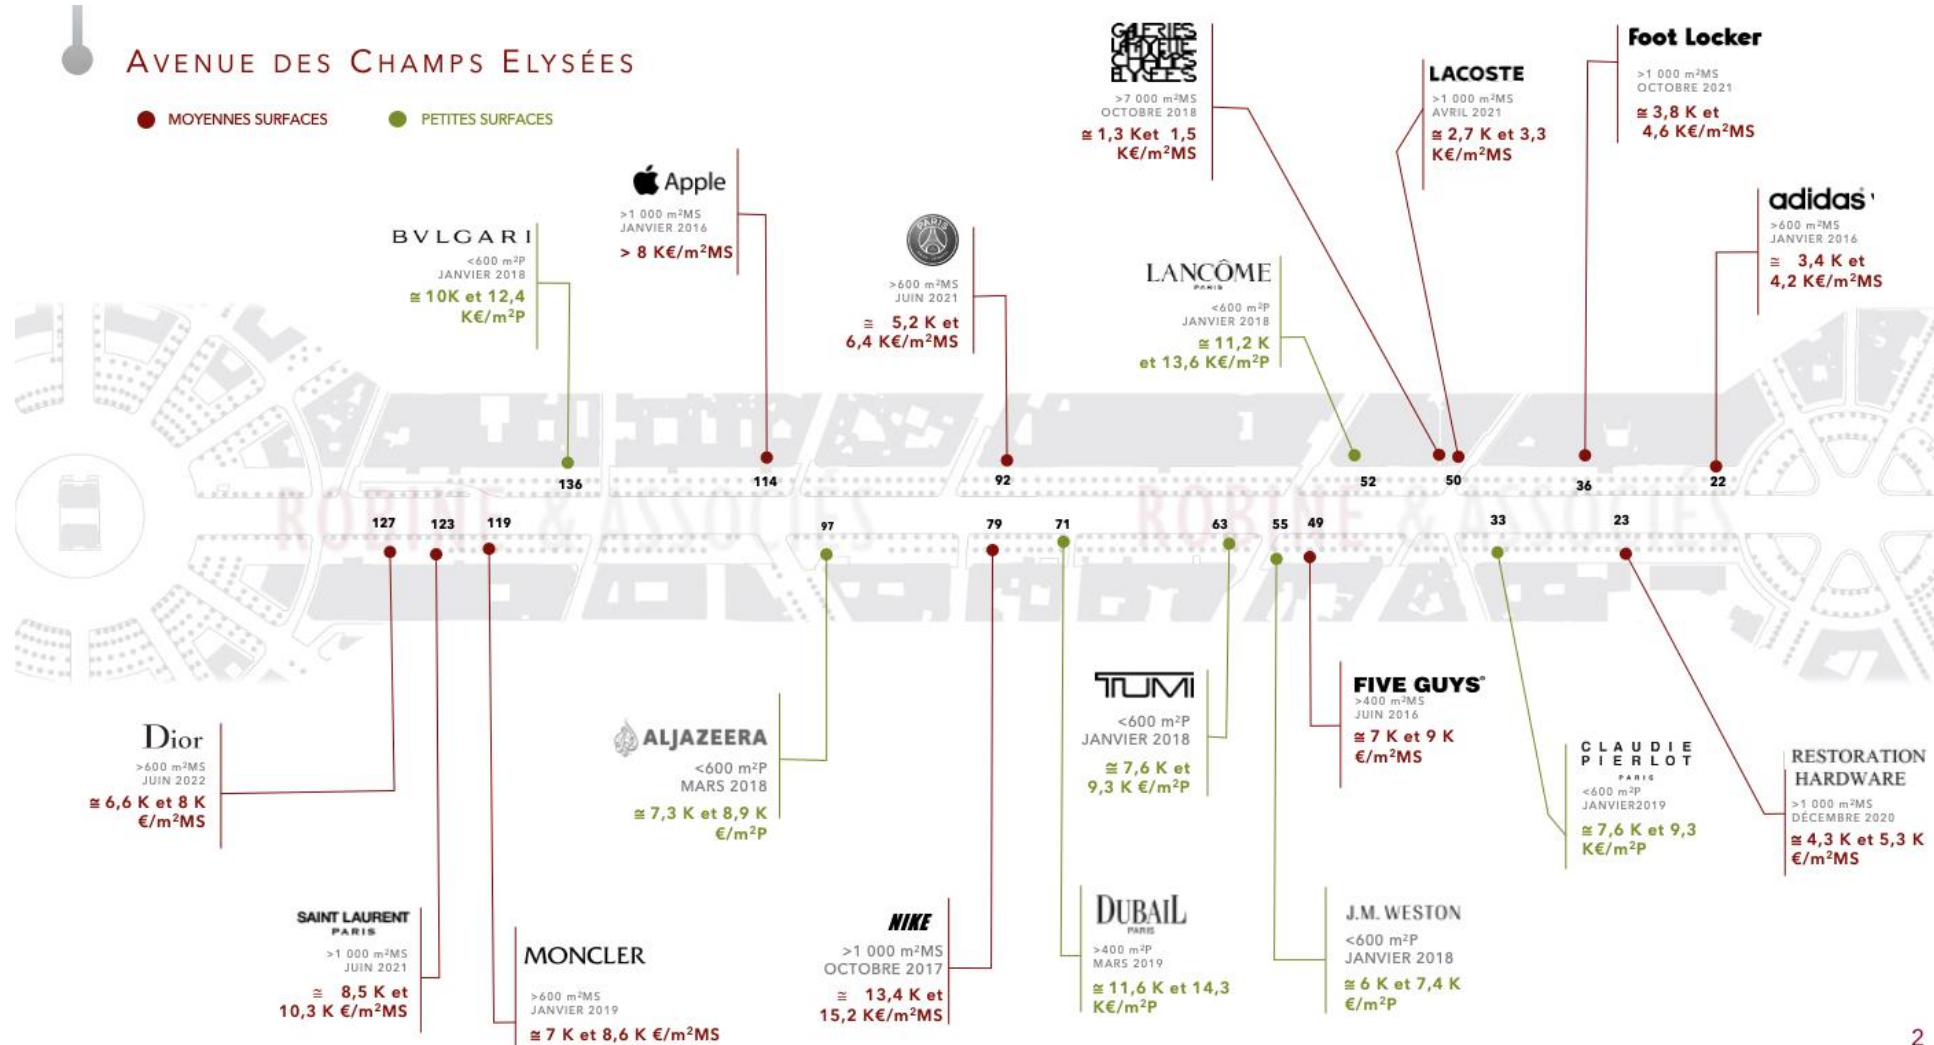 AVENUE DES CHAMPS ELYSÉES
MOYENNES SURFACES
PETITES SURFACES
BVLGARI
<600 m²P
JANVIER 2018
≅ 10K et 12,4
K€/m²P
Apple
>1 000 m²MS
JANVIER 2016
> 8 K€/m²MS
PARIS
>600 m²MS
JUIN 2021
≅ 5,2 K et
6,4 K€/m²MS
GALERIES
LAFAYETTE
CHAMPS
ELYSÉES
>7 000 m²MS
OCTOBRE 2018
≅ 1,3 Ket 1,5
K€/m²MS
LANCÔME
PARIS
<600 m²P
JANVIER 2018
≅ 11,2 K
et 13,6 K€/m²P
LACOSTE
>1 000 m²MS
AVRIL 2021
≅ 2,7 K et 3,3
K€/m²MS
Foot Locker
>1 000 m²MS
OCTOBRE 2021
≅ 3,8 K et
4,6 K€/m²MS
adidas
>600 m²MS
JANVIER 2016
≅ 3,4 K et
4,2 K€/m²MS
136
114
92
52
50
36
22
ROBINE & ASSOCIÉS
ROBINE & ASSOCIÉS
127
123
119
97
79
71
63
55
49
33
23
Dior
>600 m²MS
JUIN 2022
≅ 6,6 K et 8 K
€/m²MS
SAINT LAURENT
PARIS
>1 000 m²MS
JUIN 2021
≅ 8,5 K et
10,3 K €/m²MS
MONCLER
>600 m²MS
JANVIER 2019
≅ 7 K et 8,6 K €/m²MS
ALJAZEERA
<600 m²P
MARS 2018
≅ 7,3 K et 8,9 K
€/m²P
NIKE
>1 000 m²MS
OCTOBRE 2017
≅ 13,4 K et
15,2 K€/m²MS
TUMI
<600 m²P
JANVIER 2018
≅ 7,6 K et
9,3 K €/m²P
DUBAIL
PARIS
>400 m²P
MARS 2019
≅ 11,6 K et 14,3
K€/m²P
FIVE GUYS®
>400 m²MS
JUIN 2016
≅ 7 K et 9 K
€/m²MS
J.M. WESTON
<600 m²P
JANVIER 2018
≅ 6 K et 7,4 K
€/m²P
CLAUDIE
PIERLOT
PARIS
<600 m²P
JANVIER2019
≅ 7,6 K et 9,3
K€/m²P
RESTORATION
HARDWARE
>1 000 m²MS
DÉCEMBRE 2020
≅ 4,3 K et 5,3 K
€/m²MS
2